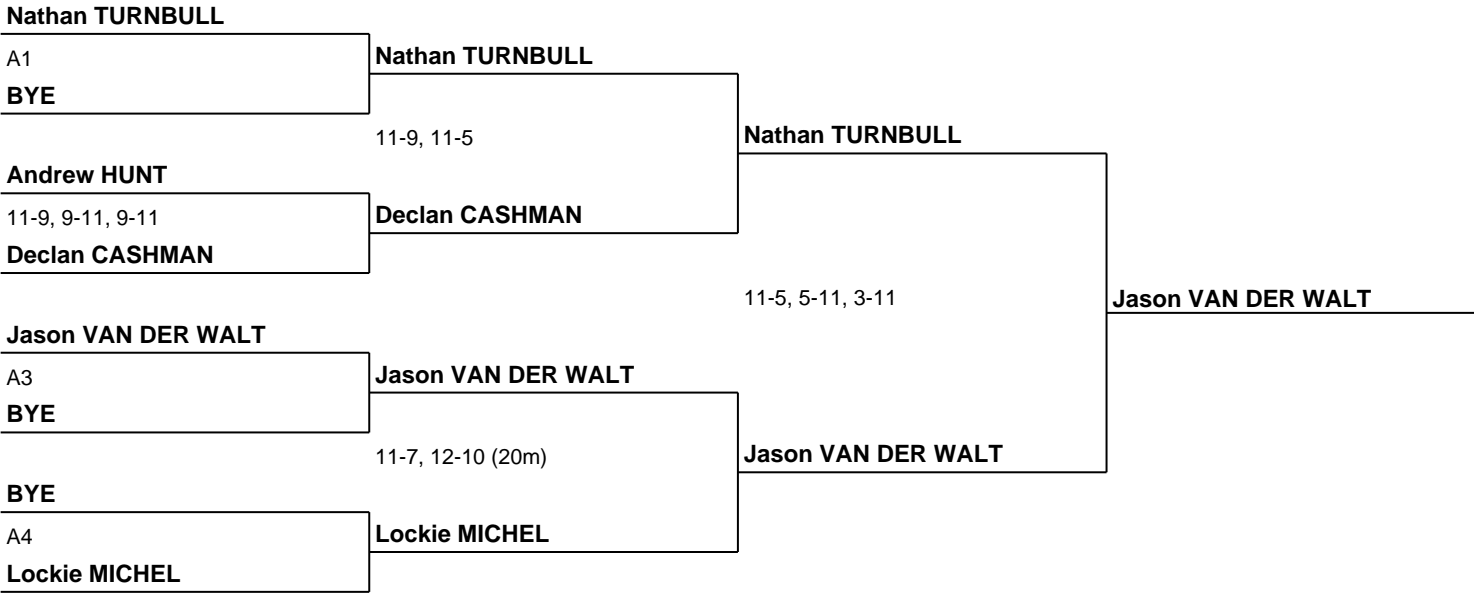 Nathan TURNBULL
A1
BYE
Nathan TURNBULL
11-9, 11-5
Nathan TURNBULL
Andrew HUNT
11-9, 9-11, 9-11
Declan CASHMAN
Declan CASHMAN
11-5, 5-11, 3-11
Jason VAN DER WALT
Jason VAN DER WALT
A3
BYE
Jason VAN DER WALT
11-7, 12-10 (20m)
Jason VAN DER WALT
BYE
A4
Lockie MICHEL
Lockie MICHEL